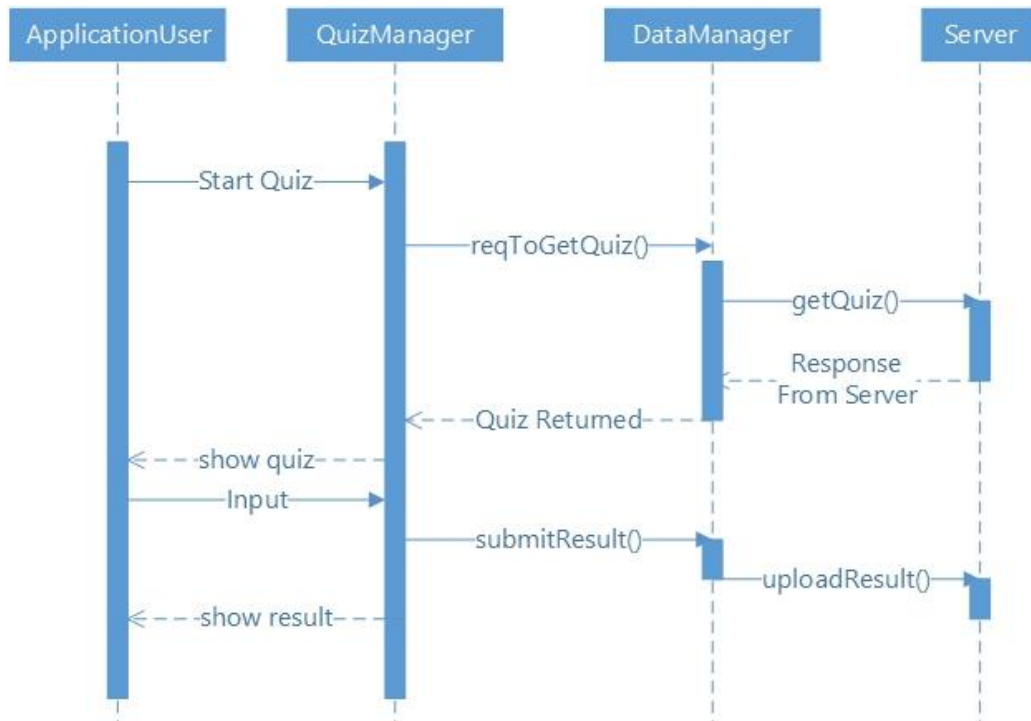 ApplicationUser
QuizManager
DataManager
Server
Start Quiz
reqToGetQuiz()
getQuiz()
Response
From Server
Quiz Returned
show quiz
Input
submitResult()
uploadResult()
show result